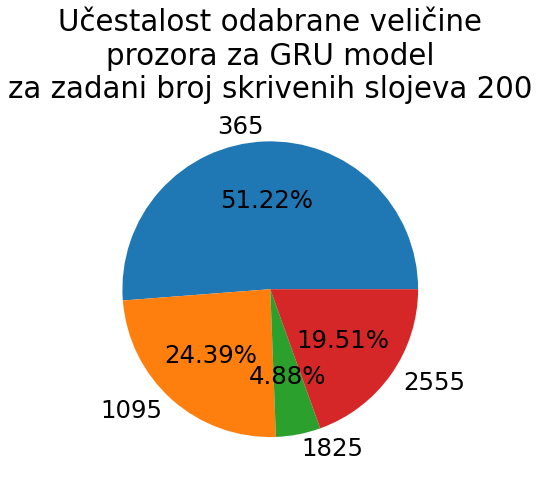 Učestalost odabrane veličine
prozora za GRU model
za zadani broj skrivenih slojeva 200
365
51.22%
19.51%
24.39%
4.88%
2555
1095
1825